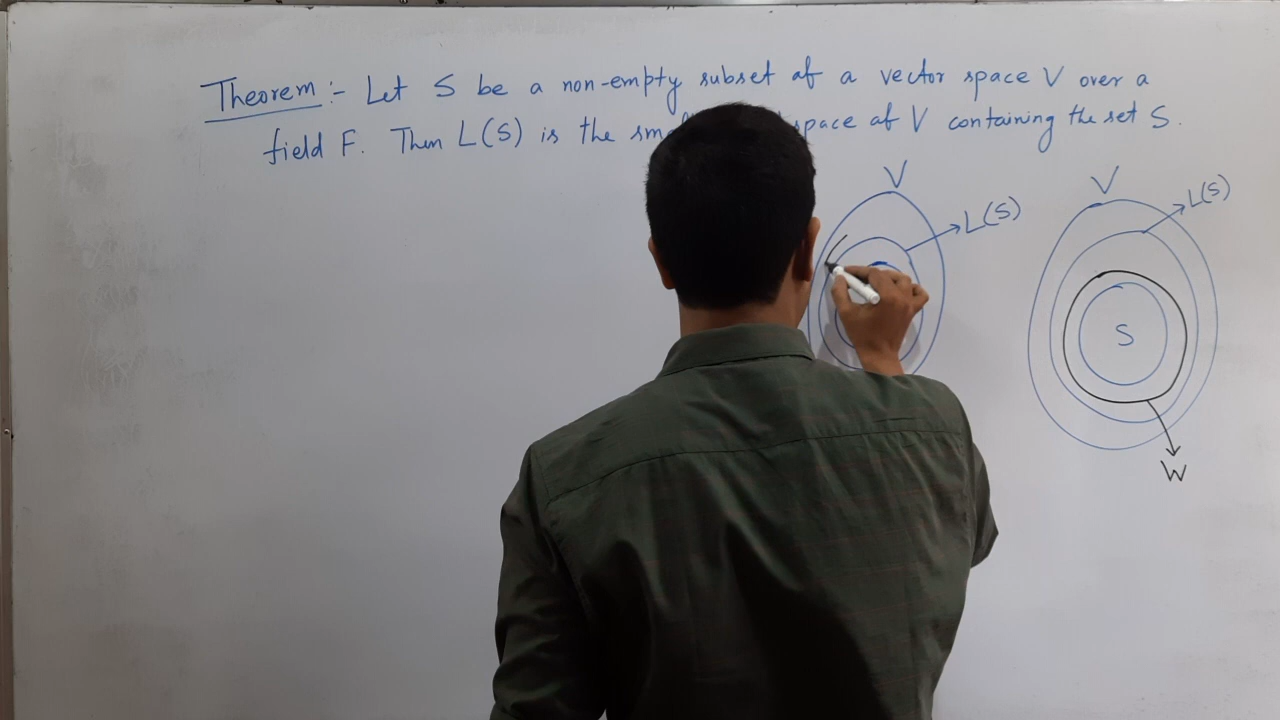 Theorem :- Let S be a non-empty subset of a vector space V over a
field F. Then L(S) is the space of V containing the set S.
V
L(S)
V
L(S)
S
W